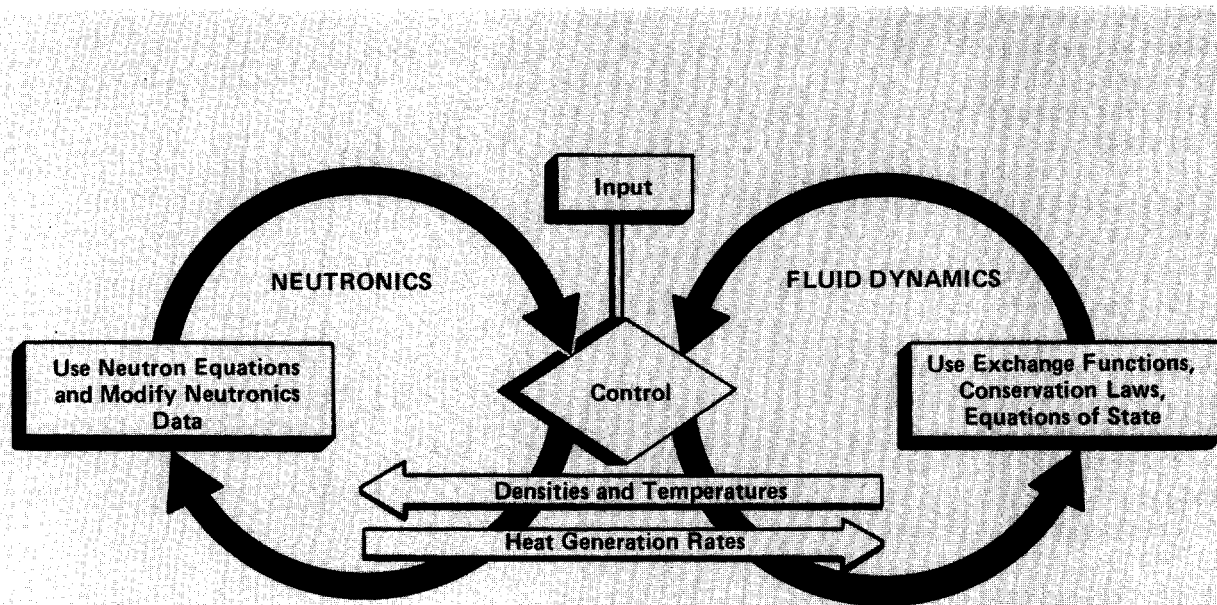 Input
NEUTRONICS
FLUID DYNAMICS
Use Neutron Equations
and Modify Neutronics
Data
Control
Use Exchange Functions,
Conservation Laws,
Equations of State
Densities and Temperatures
Heat Generation Rates